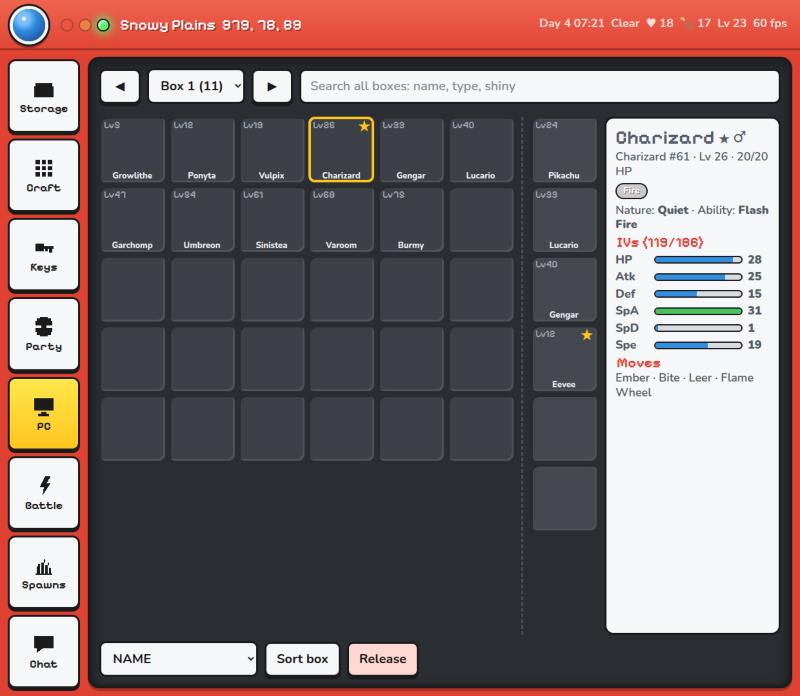 Snowy Plains 979, 78, 89
Day 4 07:21 Clear ♥ 18 🍗 17 Lv 23 60 fps
Storage
Craft
Keys
Party
PC
Battle
Spawns
Chat
◀ Box 1 (11) ▶ Search all boxes: name, type, shiny
Lv12 Lv19 Lv26 ★ Lv33 Lv40 Lv24
Growlithe Ponyta Vulpix Charizard Gengar Lucario Pikachu
Lv47 Lv61 Lv68 Lv33
Garchomp Umbreon Sinistea Varoom Burmy Lucario
Lv40
Gengar
Lv12 ★
Eevee
Charizard ★ ♂
Charizard #61 · Lv 26 · 20/20
HP
Fire
Nature: Quiet · Ability: Flash
Fire
IVs (119/186)
HP 28
Atk 25
Def 15
SpA 31
SpD 1
Spe 19
Moves
Ember · Bite · Leer · Flame
Wheel
NAME Sort box Release